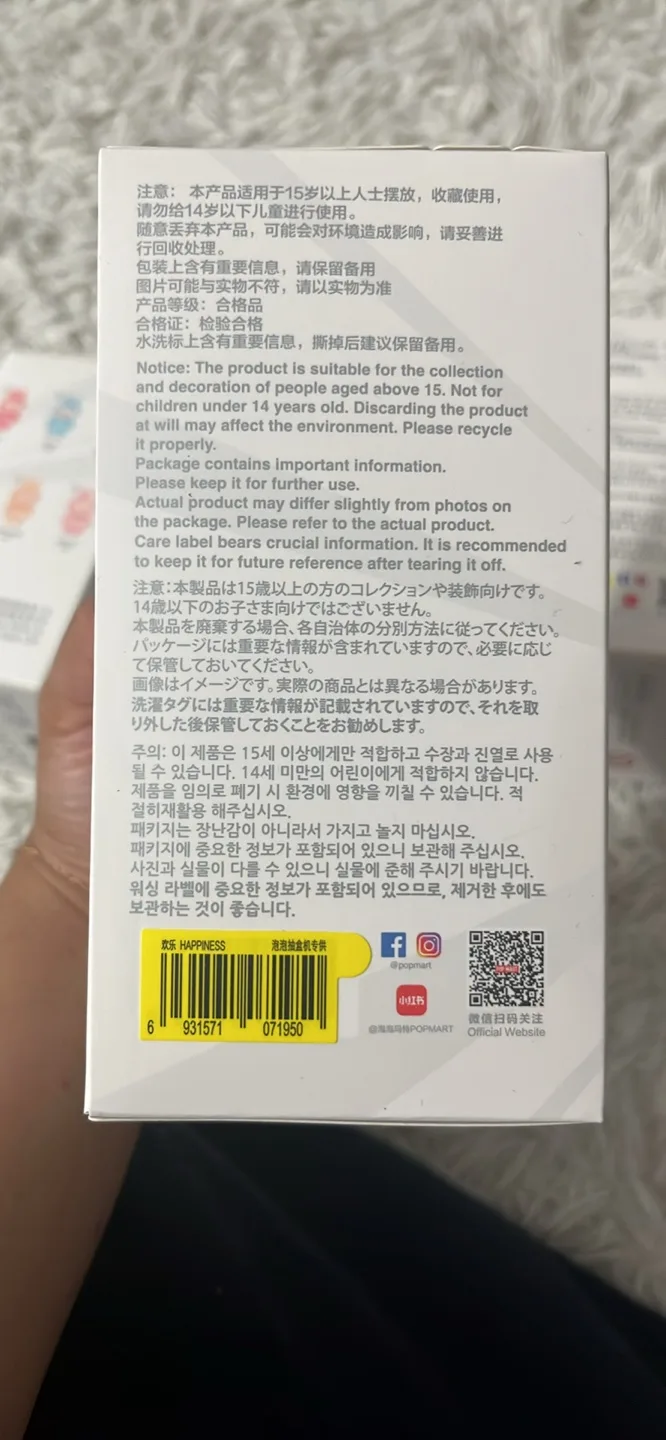 注意： 本产品适用于15岁以上人士摆放，收藏使用，
请勿给14岁以下儿童进行使用。
随意丢弃本产品，可能会对环境造成影响，请妥善进
行回收处理。
包装上含有重要信息，请保留备用
图片可能与实物不符，请以实物为准
产品等级：合格品
合格证：检验合格
水洗标上含有重要信息，撕掉后建议保留备用。
Notice: The product is suitable for the collection
and decoration of people aged above 15. Not for
children under 14 years old. Discarding the product
at will may affect the environment. Please recycle
it properly.
Package contains important information.
Please keep it for further use.
Actual product may differ slightly from photos on
the package. Please refer to the actual product.
Care label bears crucial information. It is recommended
to keep it for future reference after tearing it off.
注意：本製品は15歳以上の方のコレクションや装飾向けです。
14歳以下のお子さま向けではございません。
本製品を廃棄する場合、各自治体の分別方法に従ってください。
パッケージには重要な情報が含まれていますので、必要に応じ
て保管しておいてください。
画像はイメージです。実際の商品とは異なる場合があります。
洗濯タグには重要な情報が記載されていますので、それを取
り外した後保管しておくことをお勧めします。
주의: 이 제품은 15세 이상에게만 적합하고 수장과 진열로 사용
될 수 있습니다. 14세 미만의 어린이에게 적합하지 않습니다.
제품을 임의로 폐기 시 환경에 영향을 끼칠 수 있습니다. 적
절히재활용 해주십시오.
패키지는 장난감이 아니라서 가지고 놀지 마십시오.
패키지에 중요한 정보가 포함되어 있으니 보관해 주십시오.
사진과 실물이 다를 수 있으니 실물에 준해 주시기 바랍니다.
워싱 라벨에 중요한 정보가 포함되어 있으므로, 제거한 후에도
보관하는 것이 좋습니다.
欢乐 HAPPINESS 泡泡抽盒机专供
6 931571 071950
@popmart
小红书
@泡泡玛特POPMART
POP MART
微信扫码关注
Official Website